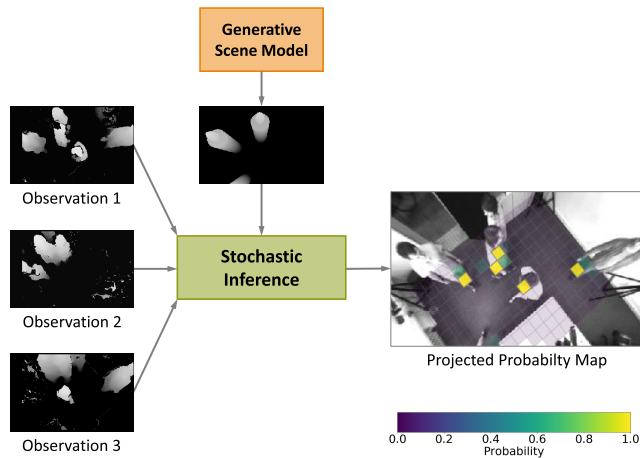 Generative
Scene Model
Observation 1
Observation 2
Observation 3
Stochastic
Inference
Projected Probabilty Map
0.0 0.2 0.4 0.6 0.8 1.0
Probability